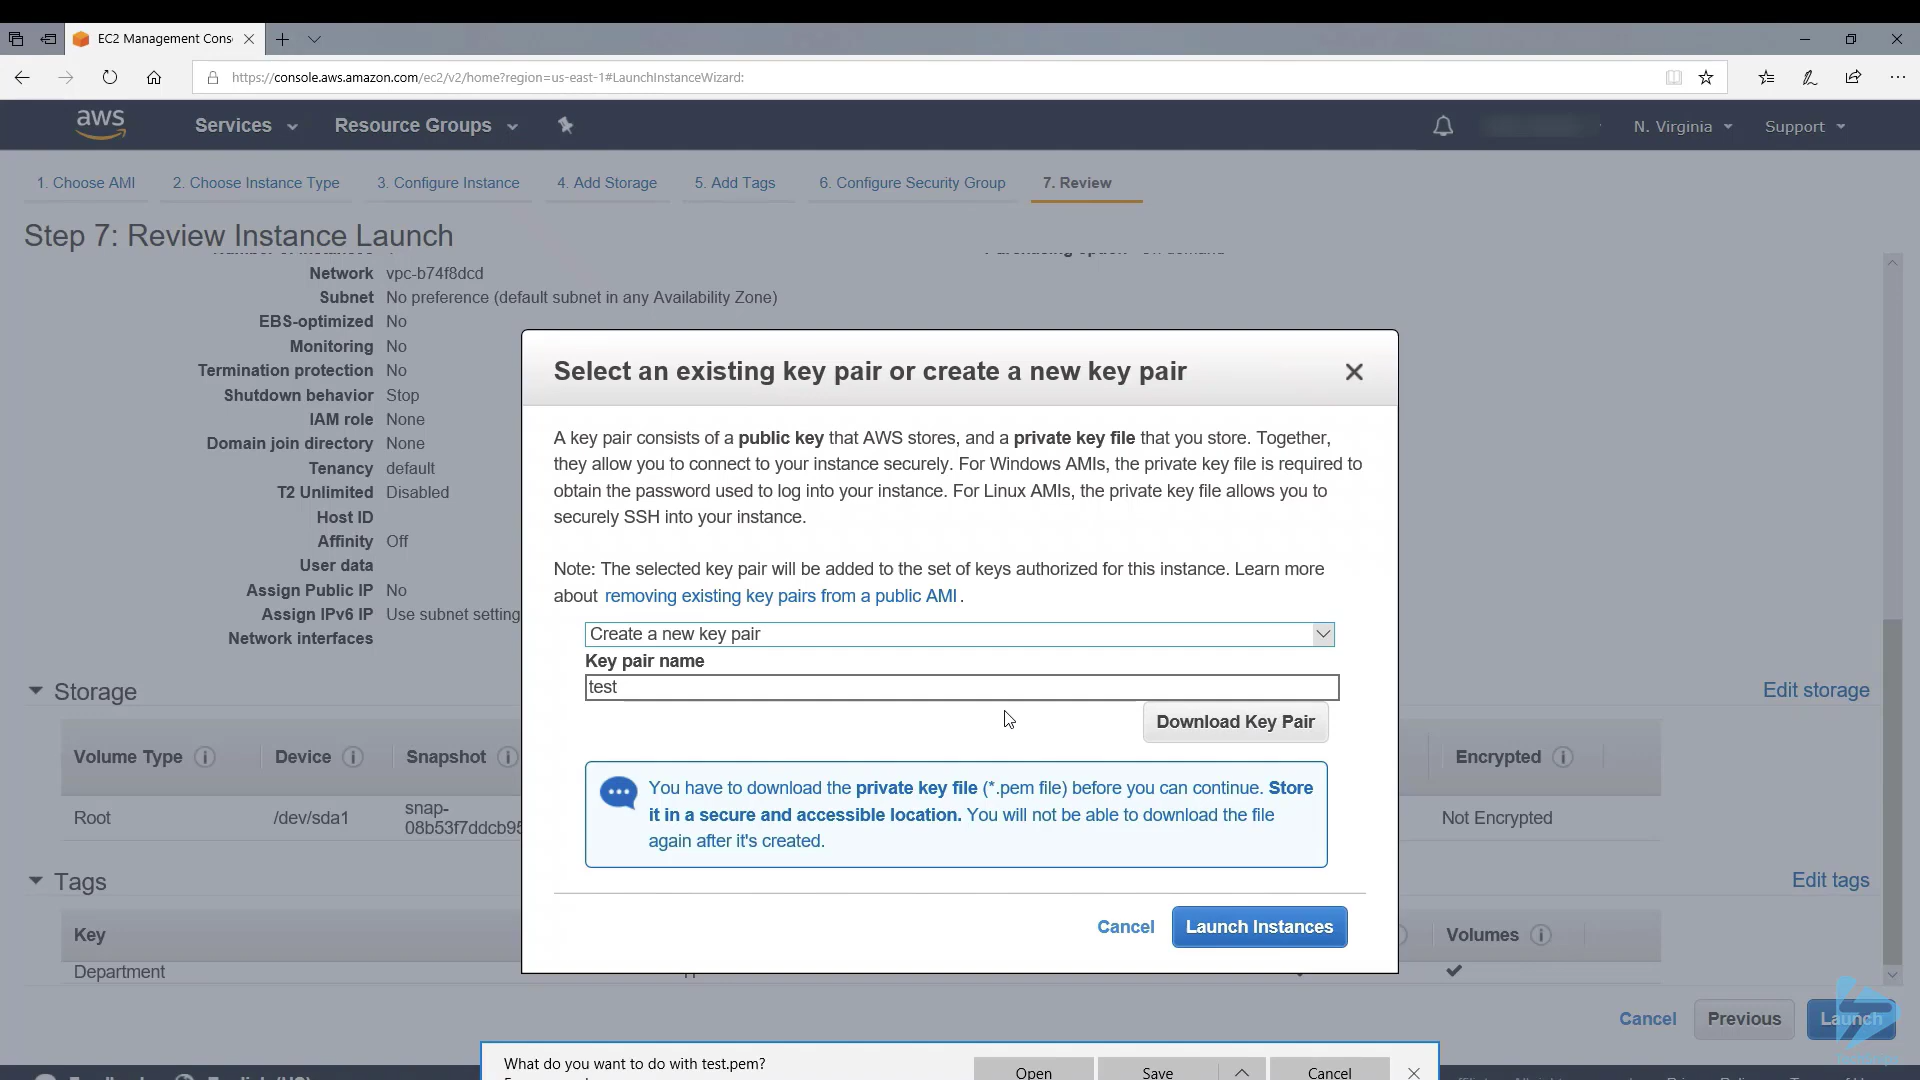 EC2 Management Cons
https://console.aws.amazon.com/ec2/v2/home?region=us-east-1#LaunchInstanceWizard:
aws Services Resource Groups N. Virginia Support
1. Choose AMI 2. Choose Instance Type 3. Configure Instance 4. Add Storage 5. Add Tags 6. Configure Security Group 7. Review
Step 7: Review Instance Launch
Network vpc-b74f8dcd
Subnet No preference (default subnet in any Availability Zone)
EBS-optimized No
Monitoring No
Termination protection No
Shutdown behavior Stop
IAM role None
Domain join directory None
Tenancy default
T2 Unlimited Disabled
Host ID
Affinity Off
User data
Assign Public IP No
Assign IPv6 IP Use subnet setting
Network interfaces
Select an existing key pair or create a new key pair
A key pair consists of a public key that AWS stores, and a private key file that you store. Together,
they allow you to connect to your instance securely. For Windows AMIs, the private key file is required to
obtain the password used to log into your instance. For Linux AMIs, the private key file allows you to
securely SSH into your instance.
Note: The selected key pair will be added to the set of keys authorized for this instance. Learn more
about removing existing key pairs from a public AMI.
Create a new key pair
Key pair name
test
Download Key Pair
You have to download the private key file (*.pem file) before you can continue. Store
it in a secure and accessible location. You will not be able to download the file
again after it's created.
Cancel Launch Instances
Storage Edit storage
Volume Type Device Snapshot Encrypted
Root /dev/sda1 snap-
08b53f7ddcb95 Not Encrypted
Tags Edit tags
Key Volumes
Department
Cancel Previous Launch
What do you want to do with test.pem?
Open Save Cancel